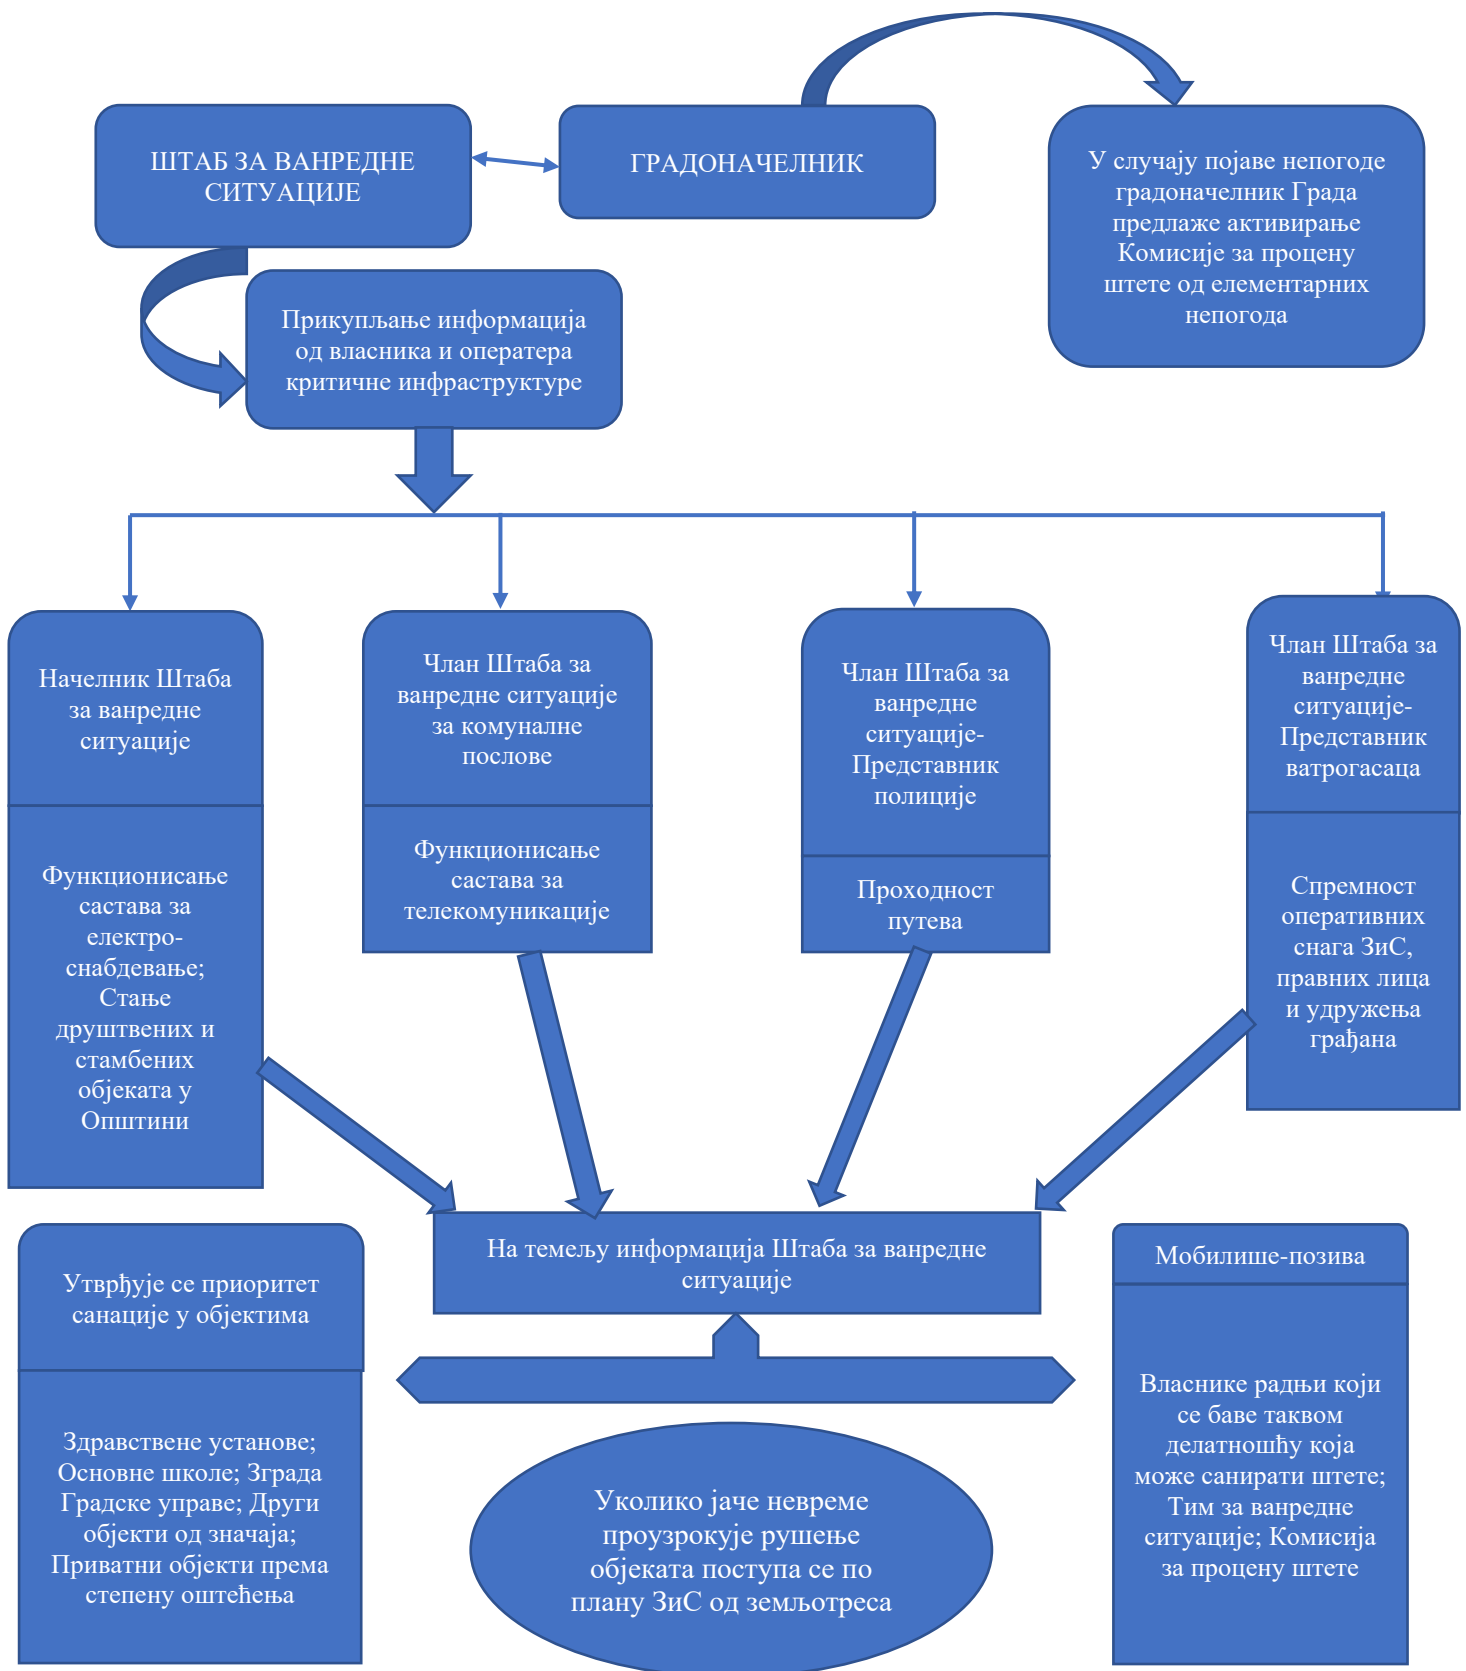 ШТАБ ЗА ВАНРЕДНЕ
СИТУАЦИЈЕ
ГРАДОНАЧЕЛНИК
У случају појаве непогоде
градоначелник Града
предлаже активирање
Комисије за процену
штете од елементарних
непогода
Прикупљање информација
од власника и оператера
критичне инфраструктуре
Начелник Штаба
за ванредне
ситуације
Функционисање
састава за
електро-
снабдевање;
Стање
друштвених и
стамбених
објеката у
Општини
Члан Штаба за
ванредне ситуације
за комуналне
послове
Функционисање
састава за
телекомуникације
Члан Штаба за
ванредне
ситуације-
Представник
полиције
Проходност
путева
Члан Штаба за
ванредне
ситуације-
Представник
ватрогасаца
Спремност
оперативних
снага ЗиС,
правних лица
и удружења
грађана
На темељу информација Штаба за ванредне
ситуације
Утврђује се приоритет
санације у објектима
Здравствене установе;
Основне школе; Зграда
Градске управе; Други
објекти од значаја;
Приватни објекти према
степену оштећења
Уколико јаче невреме
проузрокује рушење
објеката поступа се по
плану ЗиС од земљотреса
Мобилише-позива
Власнике радњи који
се баве таквом
делатношћу која
може санирати штете;
Тим за ванредне
ситуације; Комисија
за процену штете